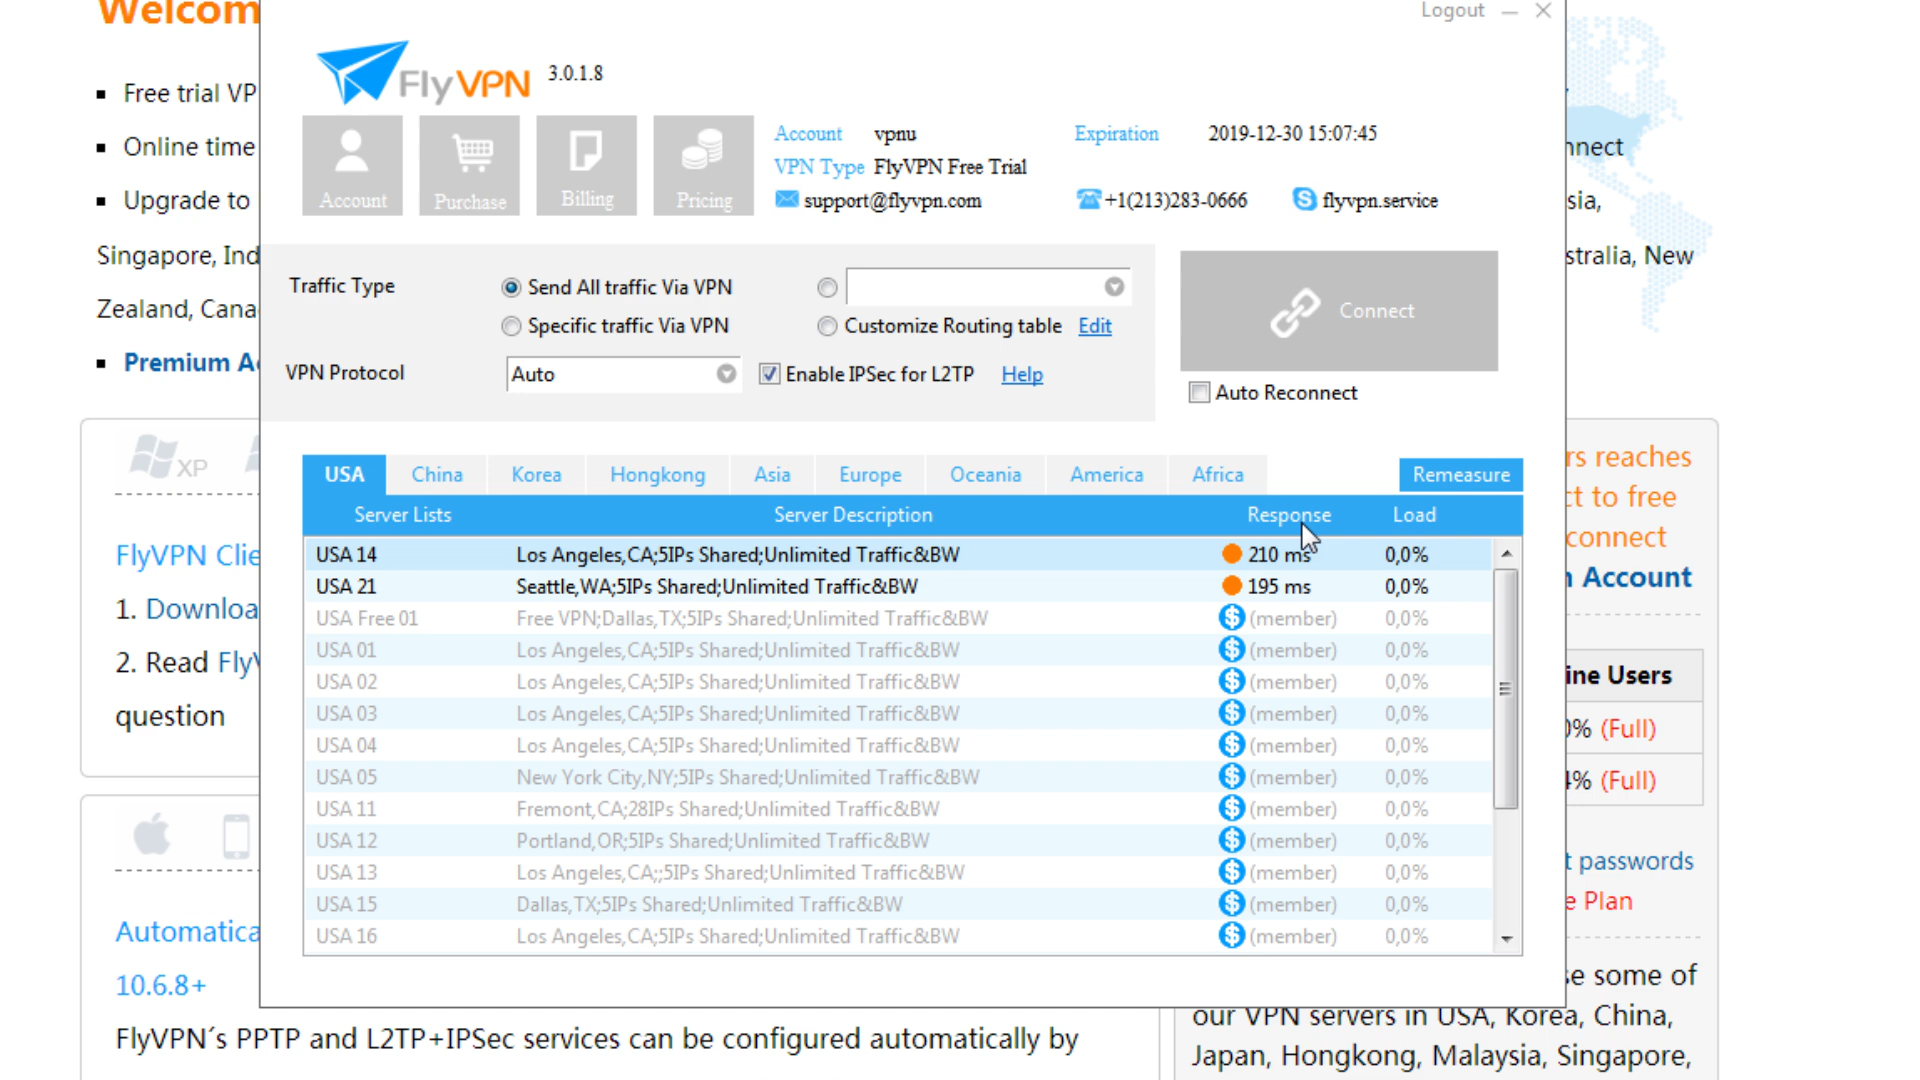 Welcom
Logout
FlyVPN 3.0.1.8
Free trial VP
Online time
Upgrade to
Singapore, Ind
Zealand, Cana
Premium A
Account
Purchase
Billing
Pricing
Account vpnu
Expiration 2019-12-30 15:07:45
VPN Type FlyVPN Free Trial
support@flyvpn.com
+1(213)283-0666
flyvpn.service
nnect
sia,
stralia, New
Traffic Type
Send All traffic Via VPN
Specific traffic Via VPN
Customize Routing table Edit
VPN Protocol
Auto
Enable IPSec for L2TP Help
Connect
Auto Reconnect
USA China Korea Hongkong Asia Europe Oceania America Africa Remeasure
Server Lists Server Description Response Load
USA 14 Los Angeles,CA;5IPs Shared;Unlimited Traffic&BW 210 ms 0,0%
USA 21 Seattle,WA;5IPs Shared;Unlimited Traffic&BW 195 ms 0,0%
USA Free 01 Free VPN;Dallas,TX;5IPs Shared;Unlimited Traffic&BW (member) 0,0%
USA 01 Los Angeles,CA;5IPs Shared;Unlimited Traffic&BW (member) 0,0%
USA 02 Los Angeles,CA;5IPs Shared;Unlimited Traffic&BW (member) 0,0%
USA 03 Los Angeles,CA;5IPs Shared;Unlimited Traffic&BW (member) 0,0%
USA 04 Los Angeles,CA;5IPs Shared;Unlimited Traffic&BW (member) 0,0%
USA 05 New York City,NY;5IPs Shared;Unlimited Traffic&BW (member) 0,0%
USA 11 Fremont,CA;28IPs Shared;Unlimited Traffic&BW (member) 0,0%
USA 12 Portland,OR;5IPs Shared;Unlimited Traffic&BW (member) 0,0%
USA 13 Los Angeles,CA;;5IPs Shared;Unlimited Traffic&BW (member) 0,0%
USA 15 Dallas,TX;5IPs Shared;Unlimited Traffic&BW (member) 0,0%
USA 16 Los Angeles,CA;5IPs Shared;Unlimited Traffic&BW (member) 0,0%
XP
FlyVPN Clie
1. Downloa
2. Read FlyV
question
Automatica
10.6.8+
FlyVPN´s PPTP and L2TP+IPSec services can be configured automatically by
rs reaches
ct to free
connect
n Account
ine Users
0% (Full)
4% (Full)
t passwords
e Plan
se some of
our VPN servers in USA, Korea, China,
Japan, Hongkong, Malaysia, Singapore,